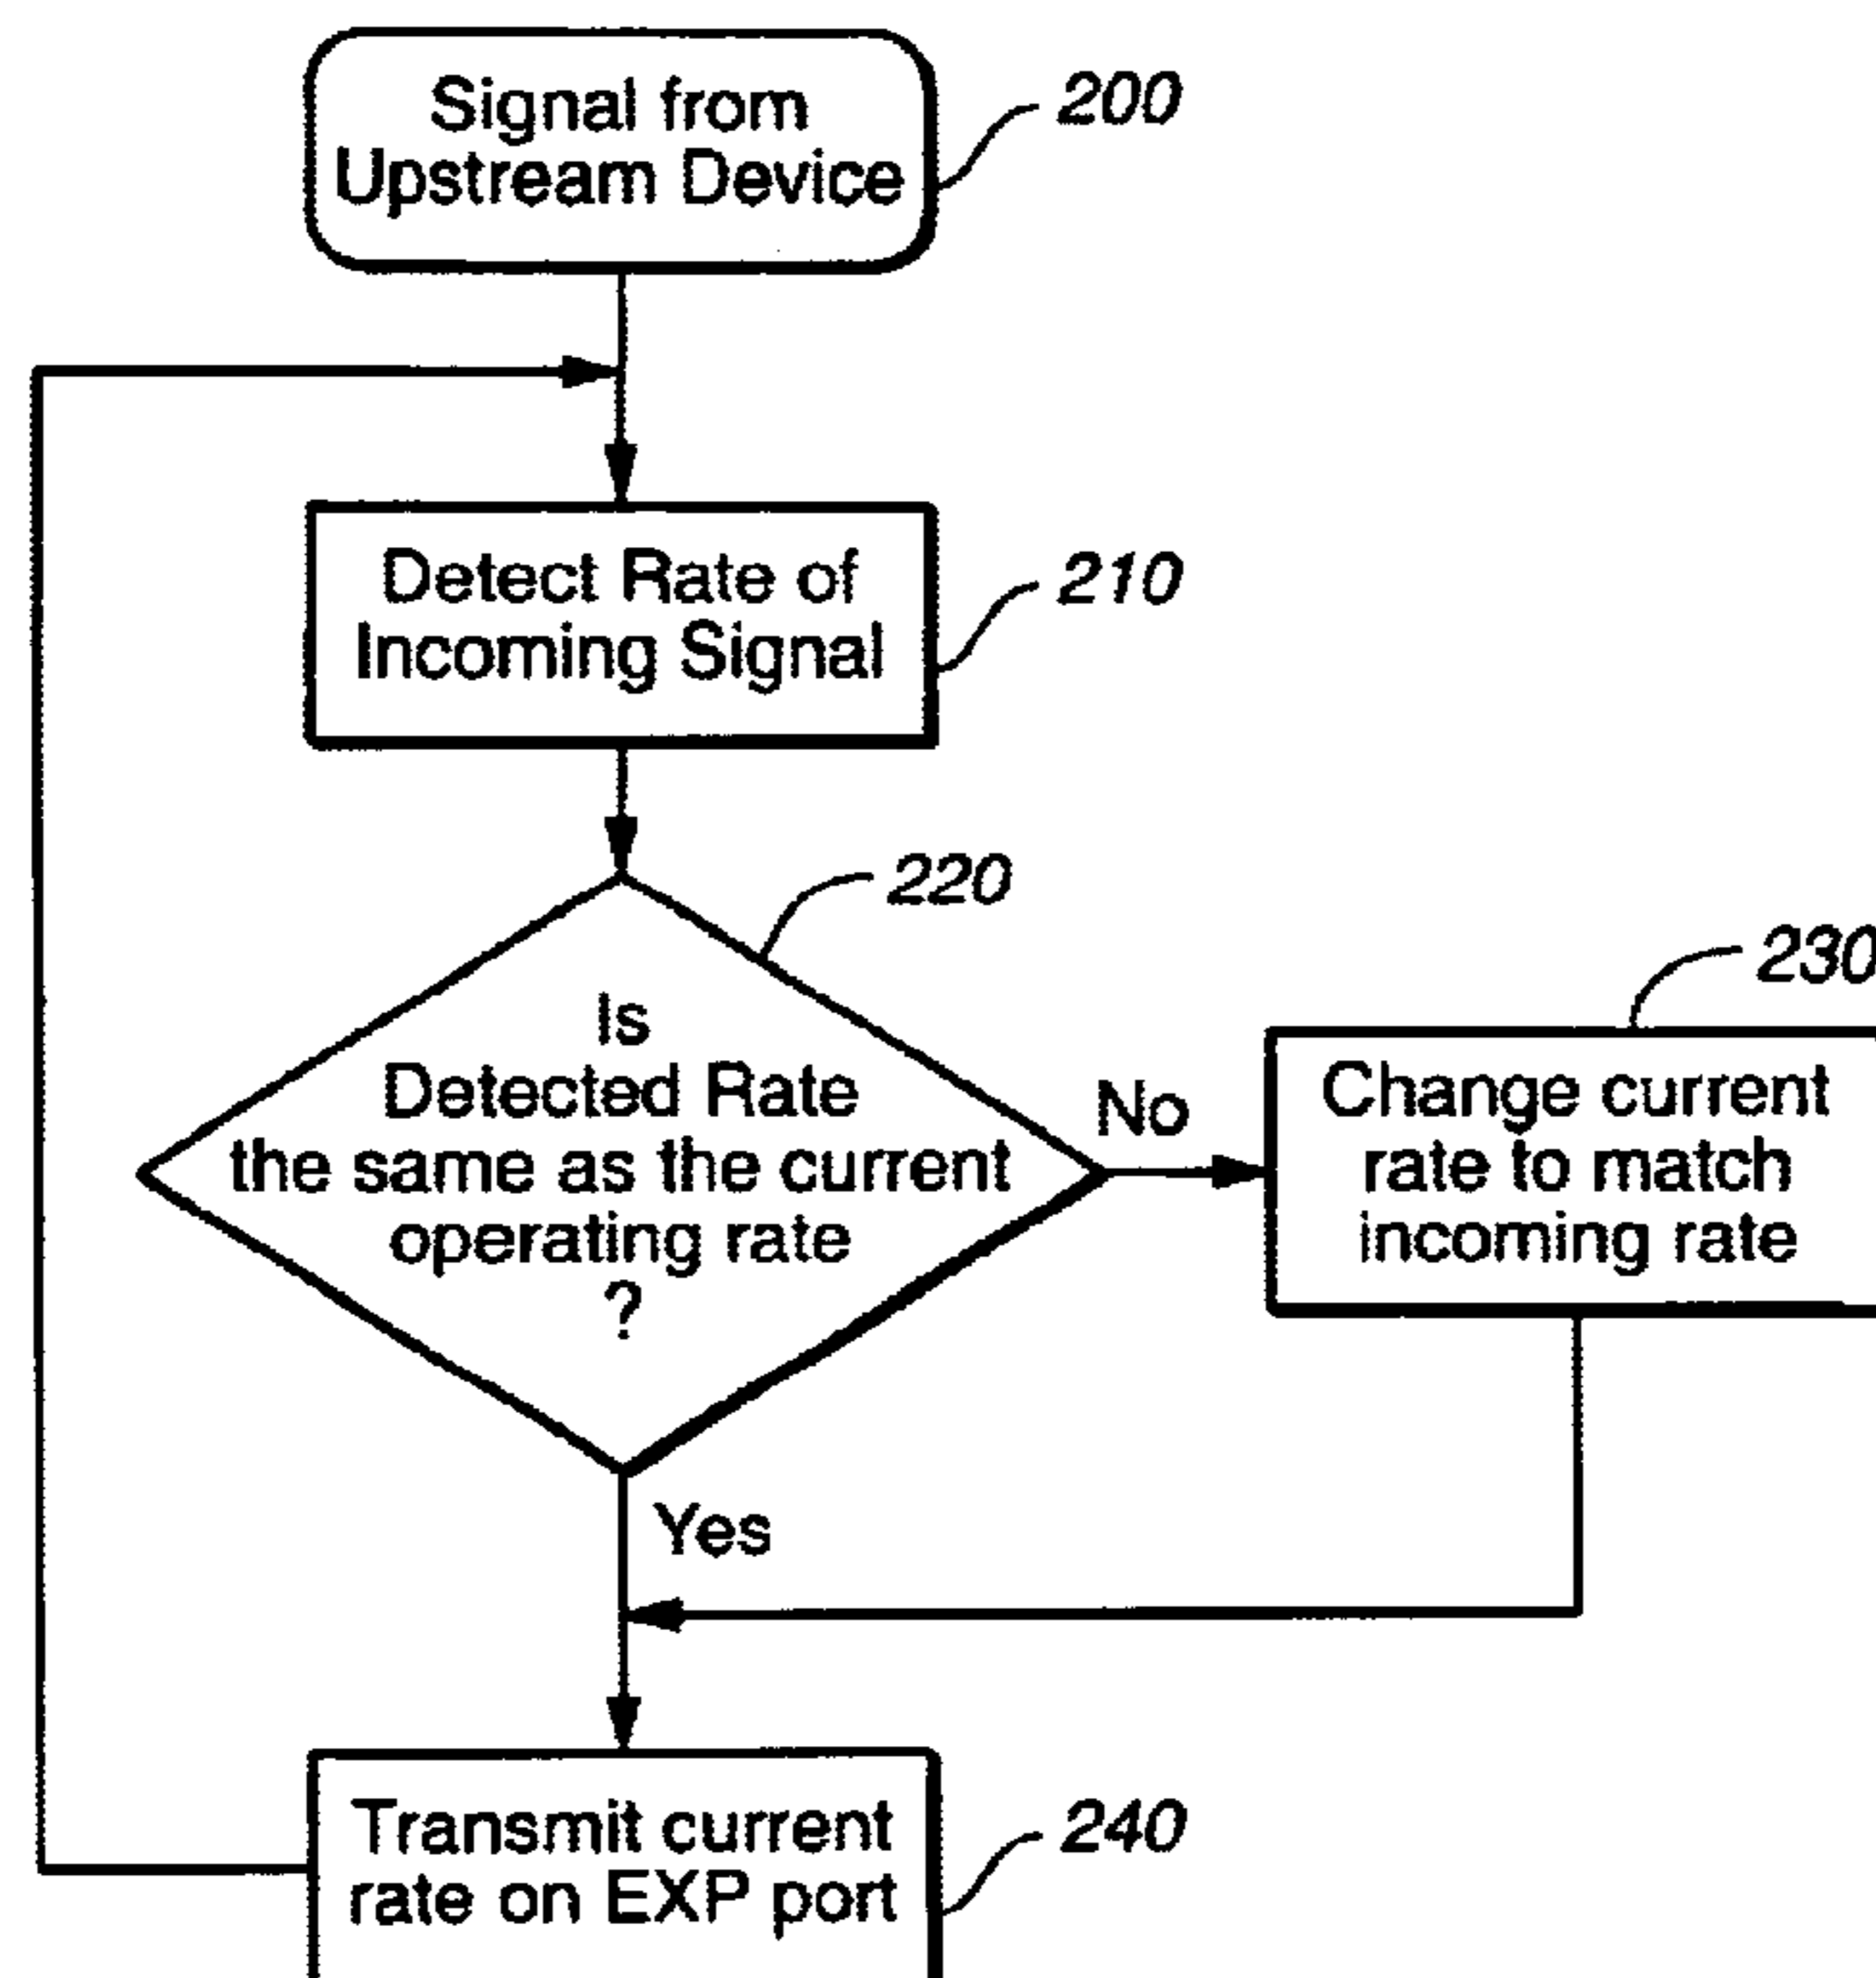 Signal from
Upstream Device
200
Detect Rate of
Incoming Signal
210
220
Is
Detected Rate
the same as the current
operating rate
?
No
230
Change current
rate to match
incoming rate
Yes
Transmit current
rate on EXP port
240